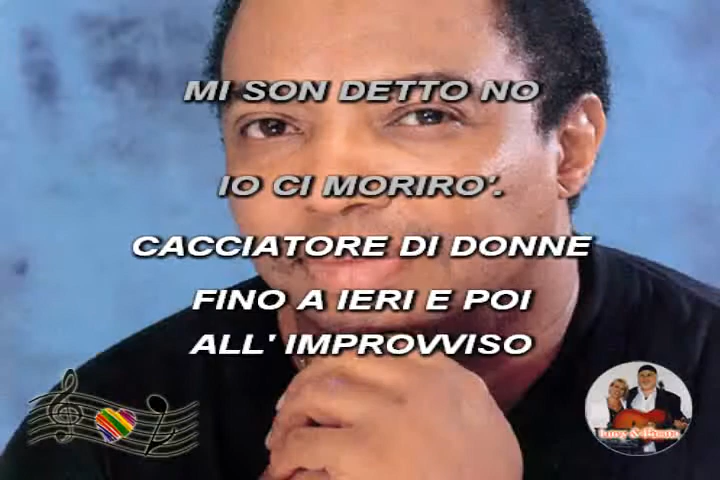 MI SON DETTO NO
IO CI MORIRO'.
CACCIATORE DI DONNE
FINO A IERI E POI
ALL' IMPROVVISO